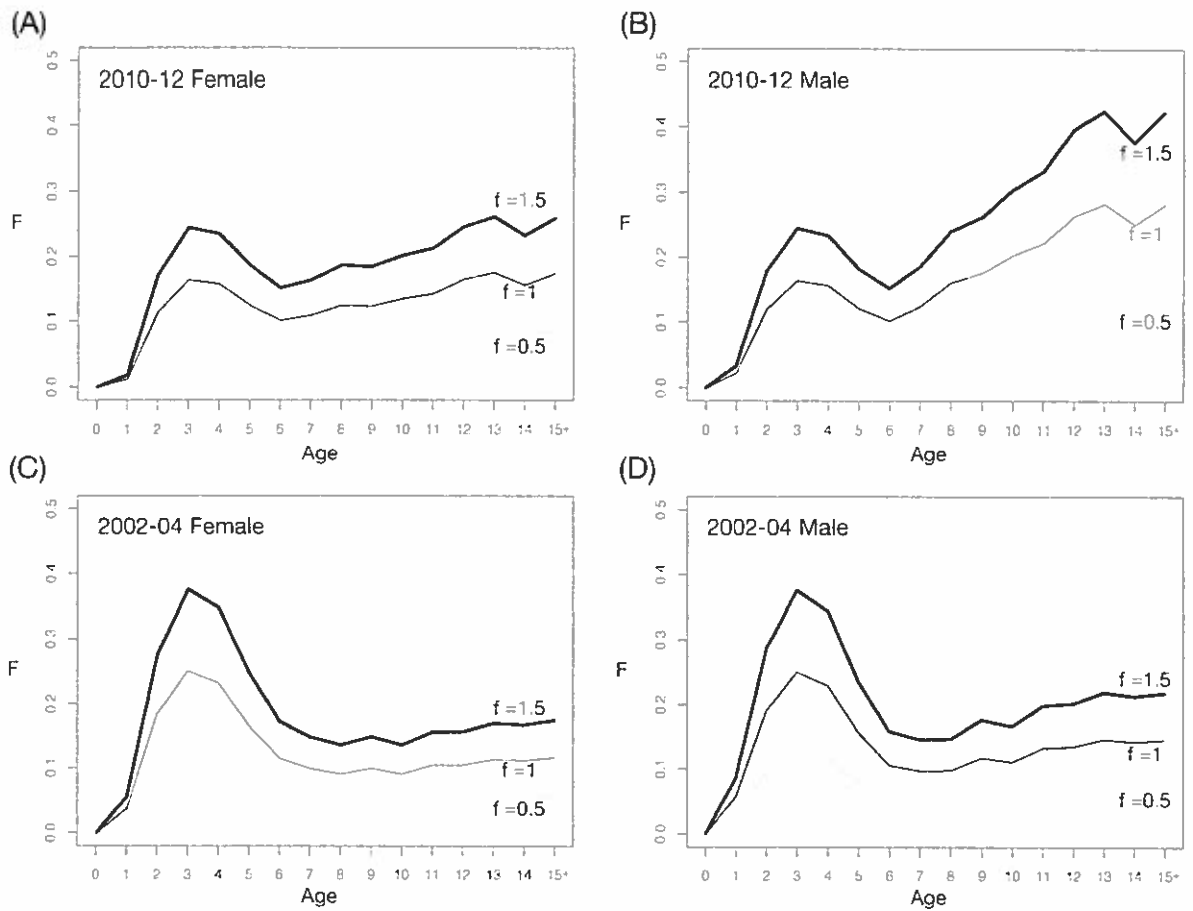 (A)
2010-12 Female
0.5
0.4
0.3
0.2
0.1
0.0
F
f =1.5
f =1
f =0.5
0 1 2 3 4 5 6 7 8 9 10 11 12 13 14 15+
Age
(B)
2010-12 Male
0.5
0.4
0.3
0.2
0.1
0.0
f =1.5
f =1
f =0.5
0 1 2 3 4 5 6 7 8 9 10 11 12 13 14 15+
Age
(C)
2002-04 Female
0.5
0.4
0.3
0.2
0.1
0.0
F
f =1.5
f =1
f =0.5
0 1 2 3 4 5 6 7 8 9 10 11 12 13 14 15+
Age
(D)
2002-04 Male
0.5
0.4
0.3
0.2
0.1
0.0
F
f =1.5
f =1
f =0.5
0 1 2 3 4 5 6 7 8 9 10 11 12 13 14 15+
Age